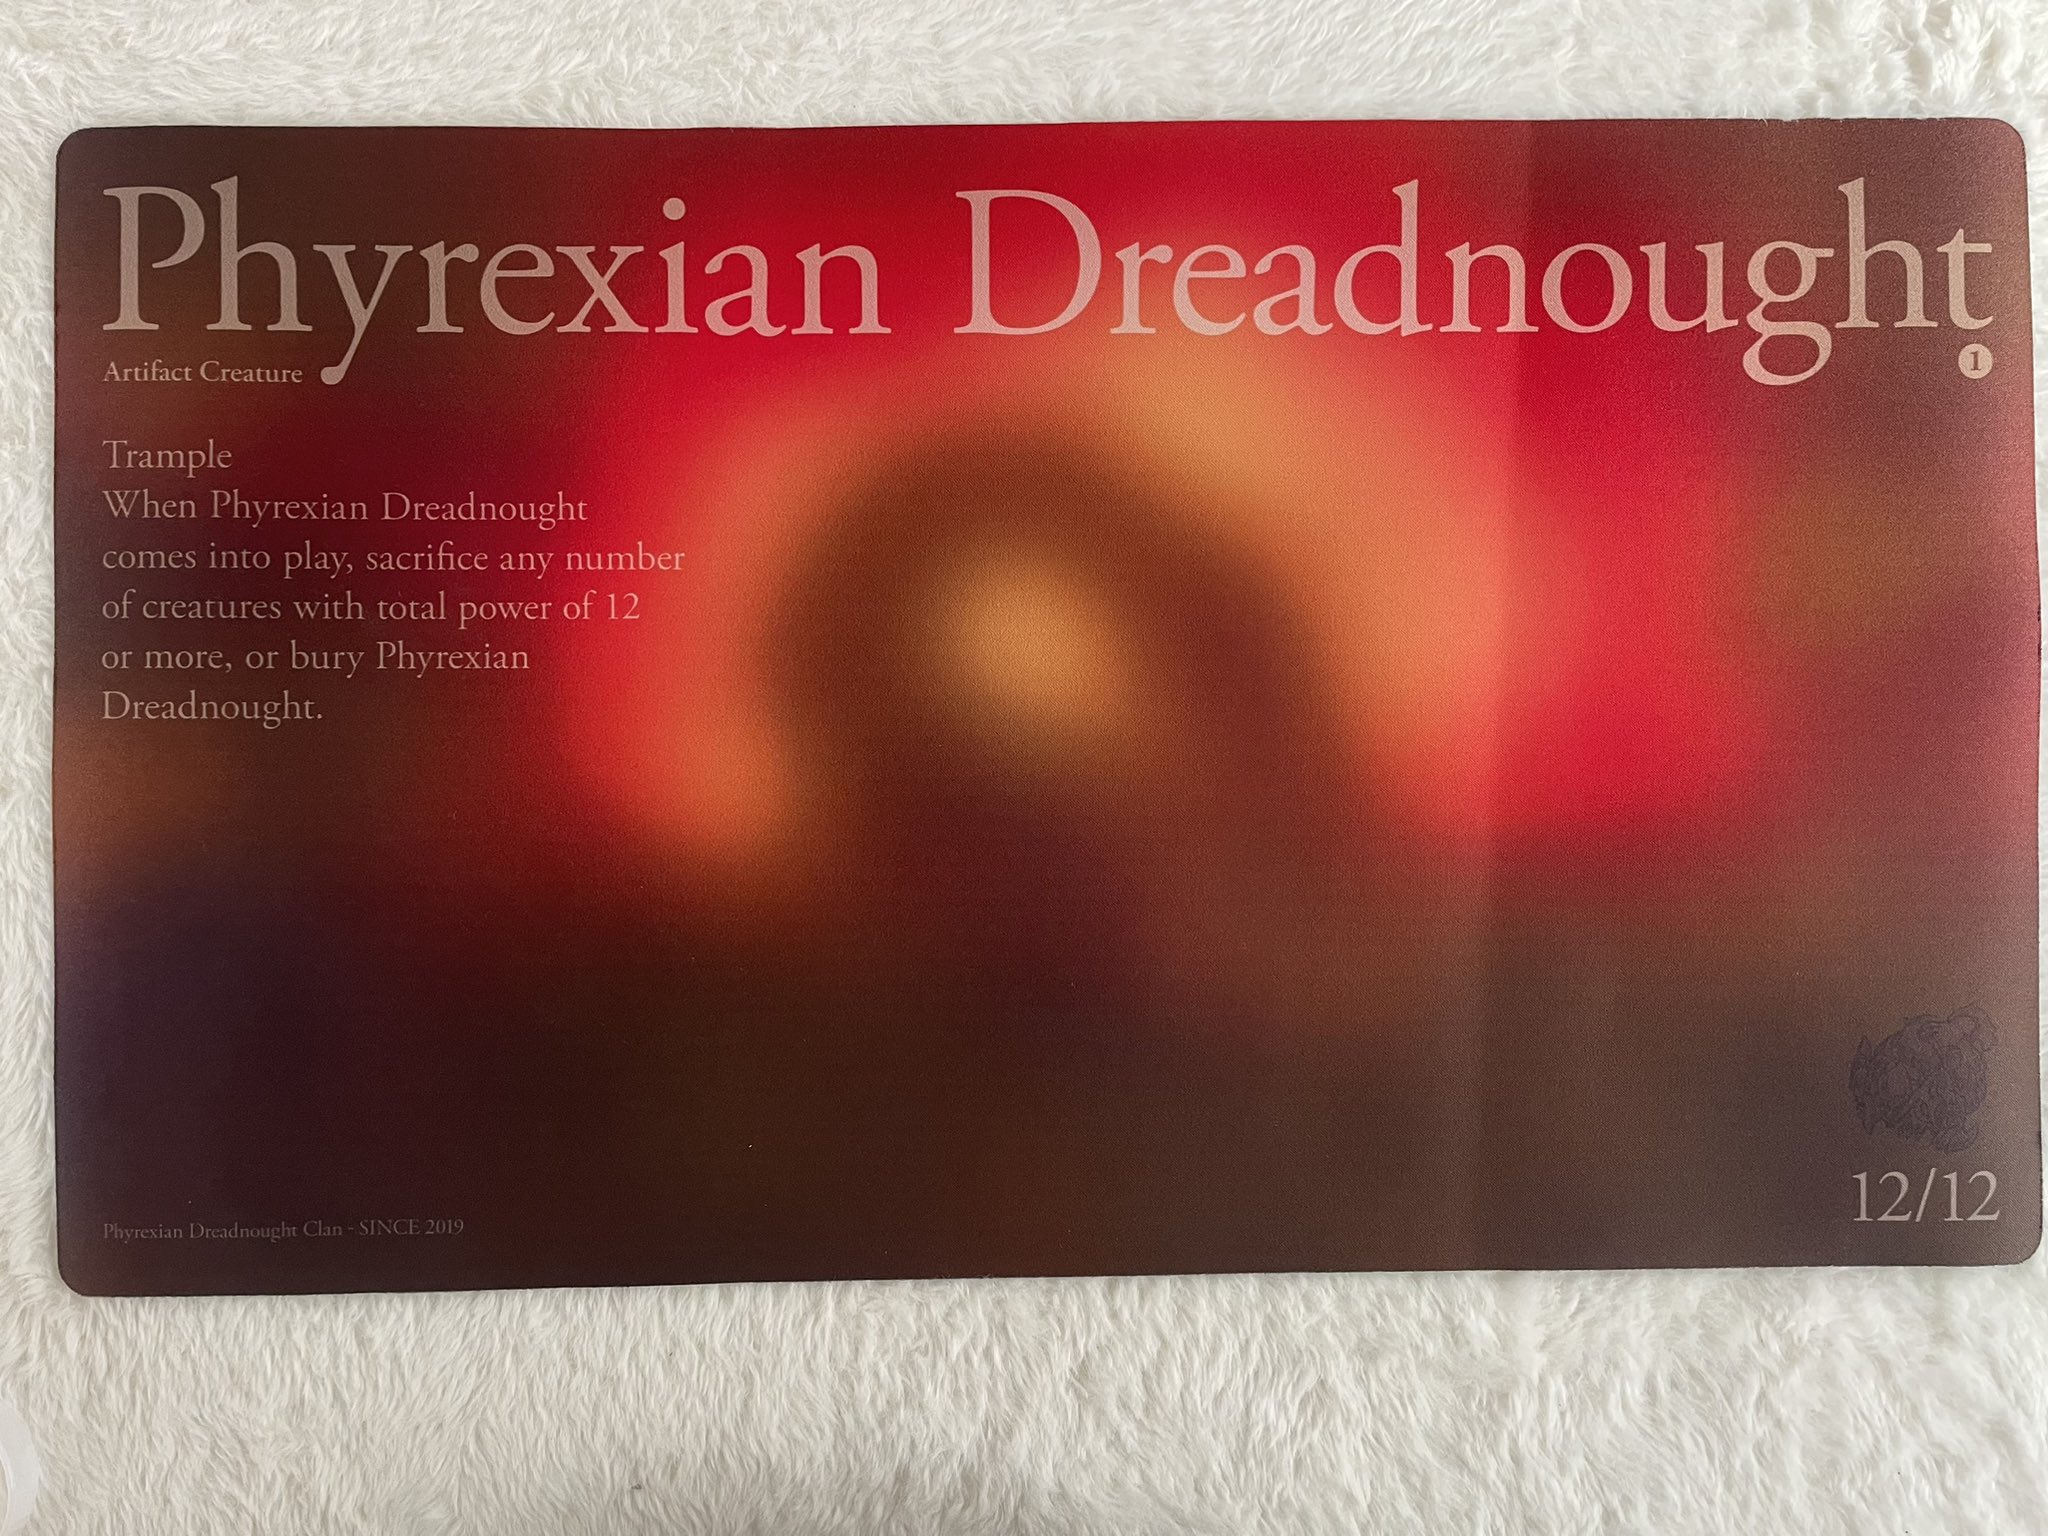 Phyrexian Dreadnought
Artifact Creature
1
Trample
When Phyrexian Dreadnought
comes into play, sacrifice any number
of creatures with total power of 12
or more, or bury Phyrexian
Dreadnought.
12/12
Phyrexian Dreadnought Clan - SINCE 2019